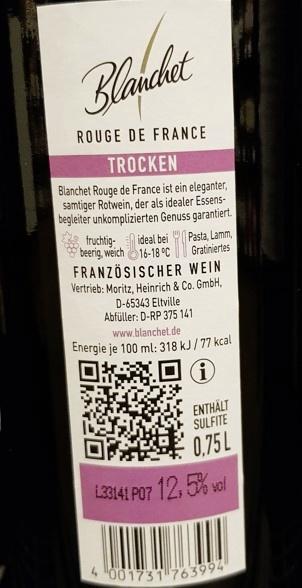 Blanchet
ROUGE DE FRANCE
TROCKEN
Blanchet Rouge de France ist ein eleganter,
samtiger Rotwein, der als idealer Essens-
begleiter unkomplizierten Genuss garantiert.
fruchtig-
beerig, weich
ideal bei
16-18 ºC
Pasta, Lamm,
Gratiniertes
FRANZÖSISCHER WEIN
Vertrieb: Moritz, Heinrich & Co. GmbH,
D-65343 Eltville
Abfüller: D-RP 375 141
www.blanchet.de
Energie je 100 ml: 318 kJ / 77 kcal
i
ENTHÄLT
SULFITE
0,75 L
L33141 P07 12,5% vol
4 001731 763994